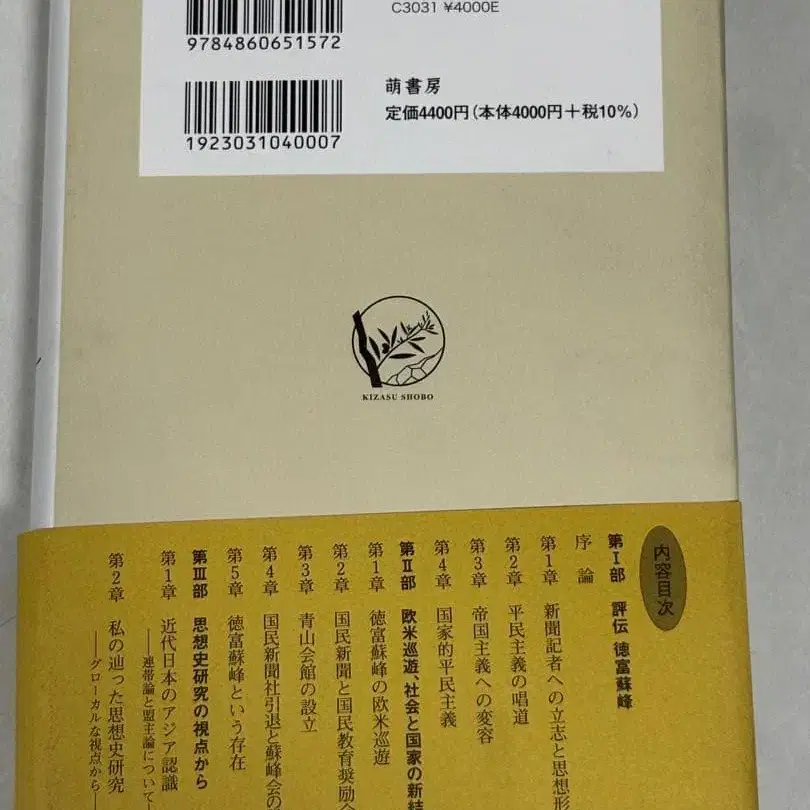 9784860651572
C3031 ¥4000E
1923031040007
萌書房
定価4400円(本体4000円+税10%)
KIZASU SHOBO
内容目次
第Ⅰ部 評伝 徳富蘇峰
序 論
第1章 新聞記者への立志と思想形
第2章 平民主義の唱道
第3章 帝国主義への変容
第4章 国家的平民主義
第Ⅱ部 欧米巡遊、社会と国家の新結
第1章 徳富蘇峰の欧米巡遊
第2章 国民新聞と国民教育奨励会
第3章 青山会館の設立
第4章 国民新聞社引退と蘇峰会の
第5章 徳富蘇峰という存在
第Ⅲ部 思想史研究の視点から
第1章 近代日本のアジア認識
――連帯論と盟主論について――
第2章 私の辿った思想史研究
――グローカルな視点から――